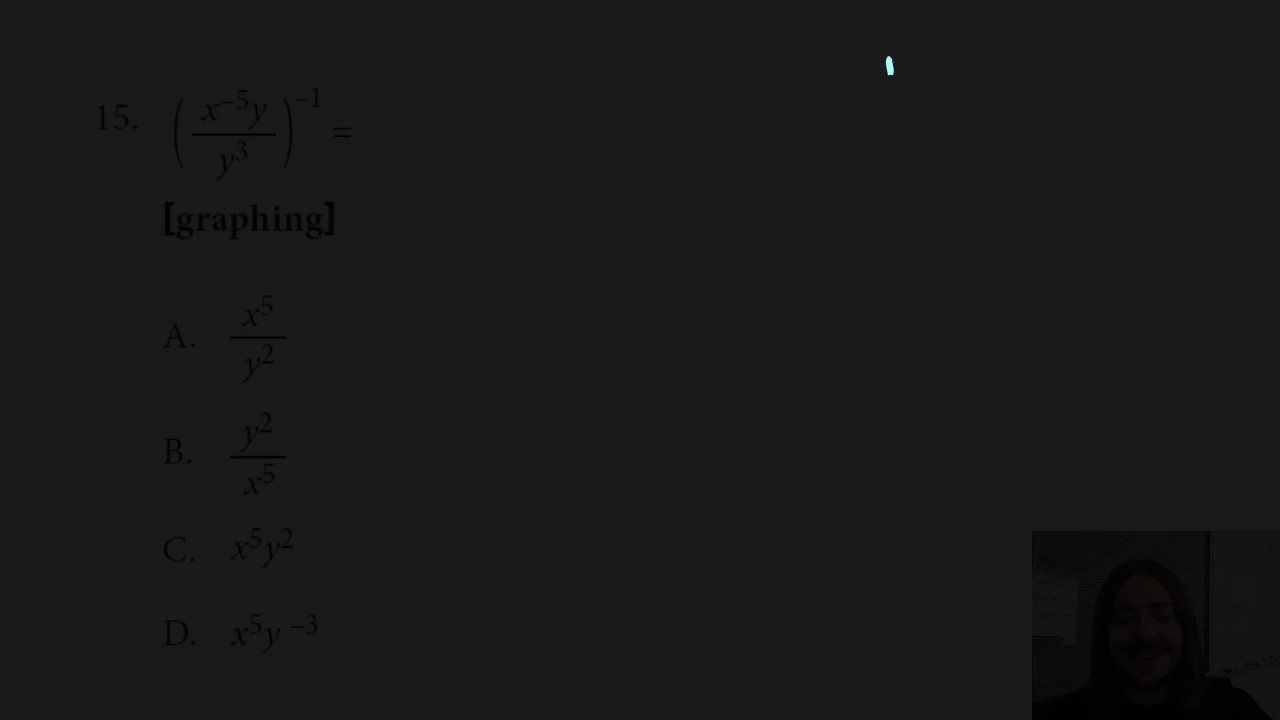 15. (x⁻⁵y / y³)⁻¹ =
[graphing]
A. x⁵ / y²
B. y² / x⁵
C. x⁵y²
D. x⁵y ⁻³